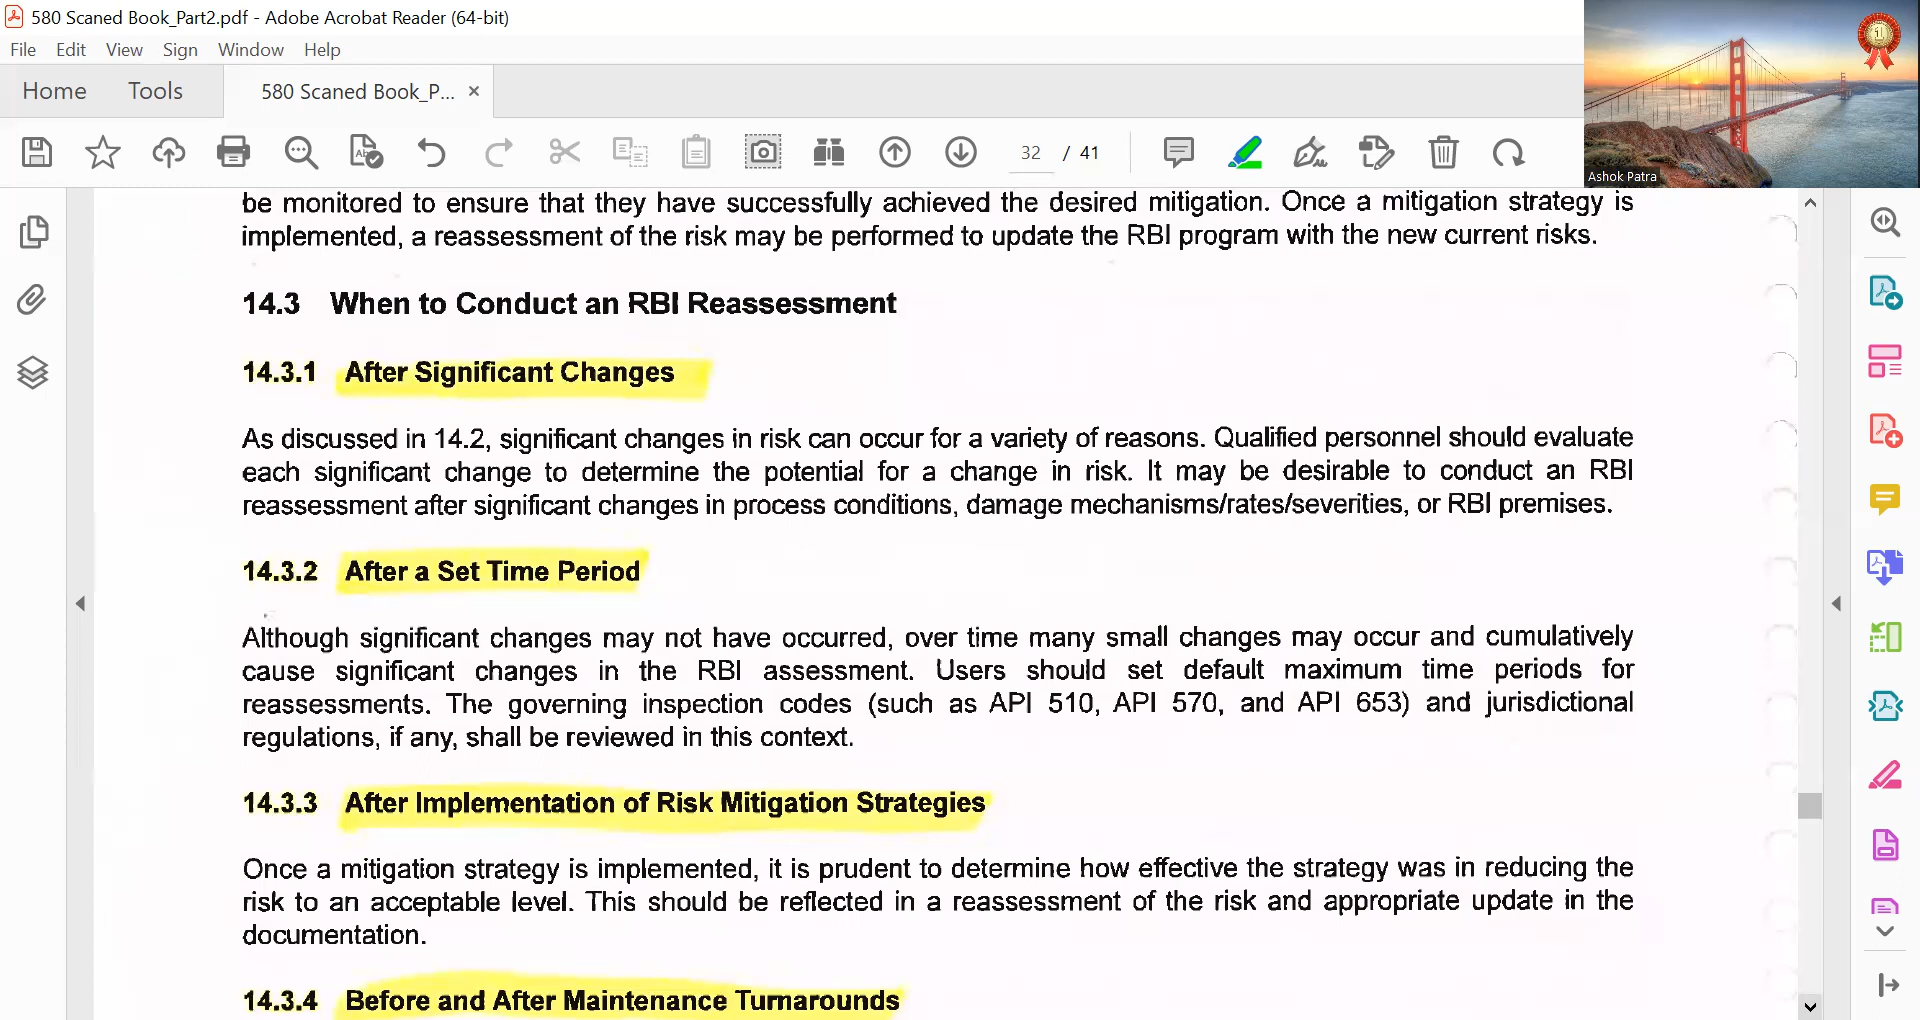 580 Scaned Book_Part2.pdf - Adobe Acrobat Reader (64-bit)
File Edit View Sign Window Help
Home Tools 580 Scaned Book_P... ×
32 / 41
1
Ashok Patra
be monitored to ensure that they have successfully achieved the desired mitigation. Once a mitigation strategy is
implemented, a reassessment of the risk may be performed to update the RBI program with the new current risks.
14.3 When to Conduct an RBI Reassessment
14.3.1 After Significant Changes
As discussed in 14.2, significant changes in risk can occur for a variety of reasons. Qualified personnel should evaluate
each significant change to determine the potential for a change in risk. It may be desirable to conduct an RBI
reassessment after significant changes in process conditions, damage mechanisms/rates/severities, or RBI premises.
14.3.2 After a Set Time Period
Although significant changes may not have occurred, over time many small changes may occur and cumulatively
cause significant changes in the RBI assessment. Users should set default maximum time periods for
reassessments. The governing inspection codes (such as API 510, API 570, and API 653) and jurisdictional
regulations, if any, shall be reviewed in this context.
14.3.3 After Implementation of Risk Mitigation Strategies
Once a mitigation strategy is implemented, it is prudent to determine how effective the strategy was in reducing the
risk to an acceptable level. This should be reflected in a reassessment of the risk and appropriate update in the
documentation.
14.3.4 Before and After Maintenance Turnarounds